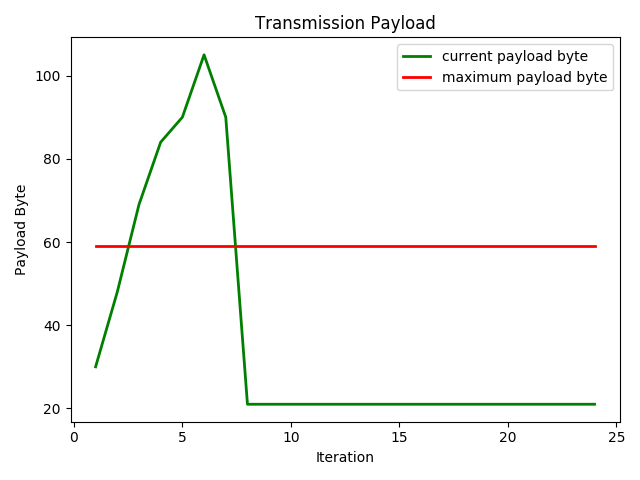 Transmission Payload
current payload byte
maximum payload byte
Payload Byte
100
80
60
40
20
0
5
10
15
20
25
Iteration